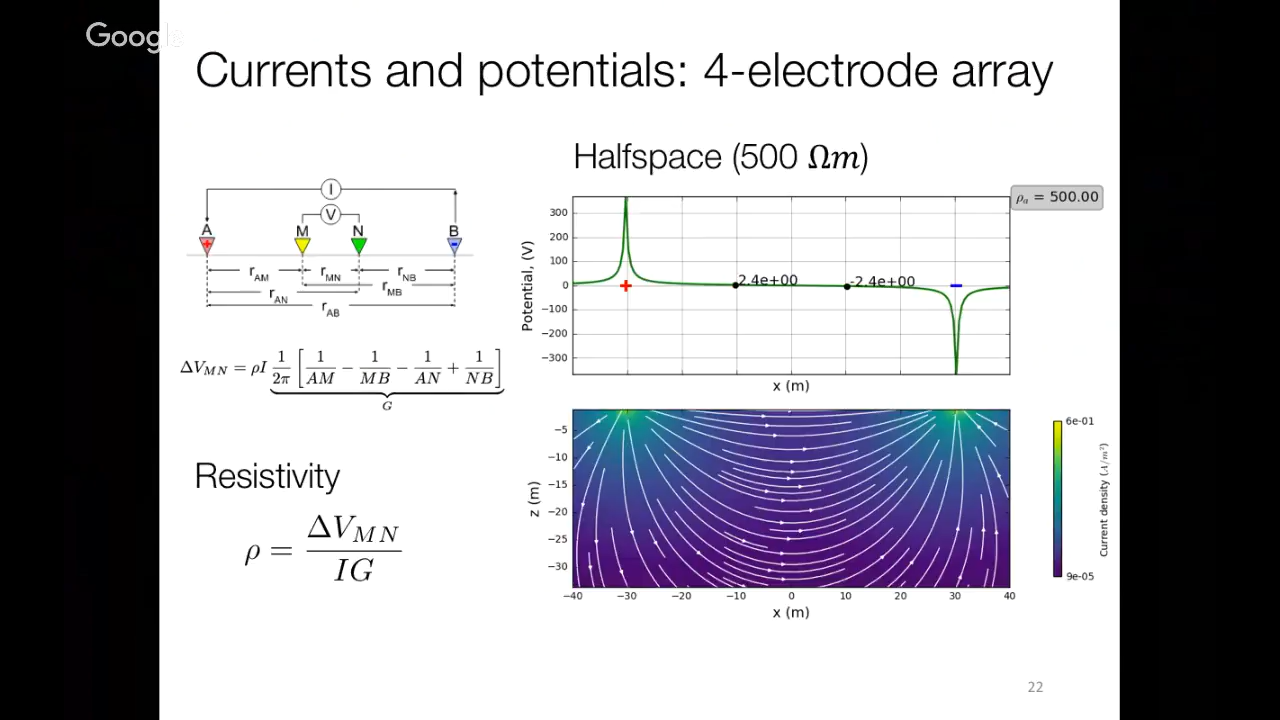 Google
Currents and potentials: 4-electrode array
I
V
A M N B
r_AM r_MN r_NB
r_AN r_MB
r_AB
ΔV_MN = ρI 1/2π [1/AM − 1/MB − 1/AN + 1/NB]
G
Resistivity
ρ = ΔV_MN / IG
Halfspace (500 Ωm)
ρa = 500.00
Potential, (V)
300
200
100
0
−100
−200
−300
+
2.4e+00
-2.4e+00
x (m)
z (m)
−5
−10
−15
−20
−25
−30
−40 −30 −20 −10 0 10 20 30 40
x (m)
6e-01
9e-05
Current density (A/m²)
22